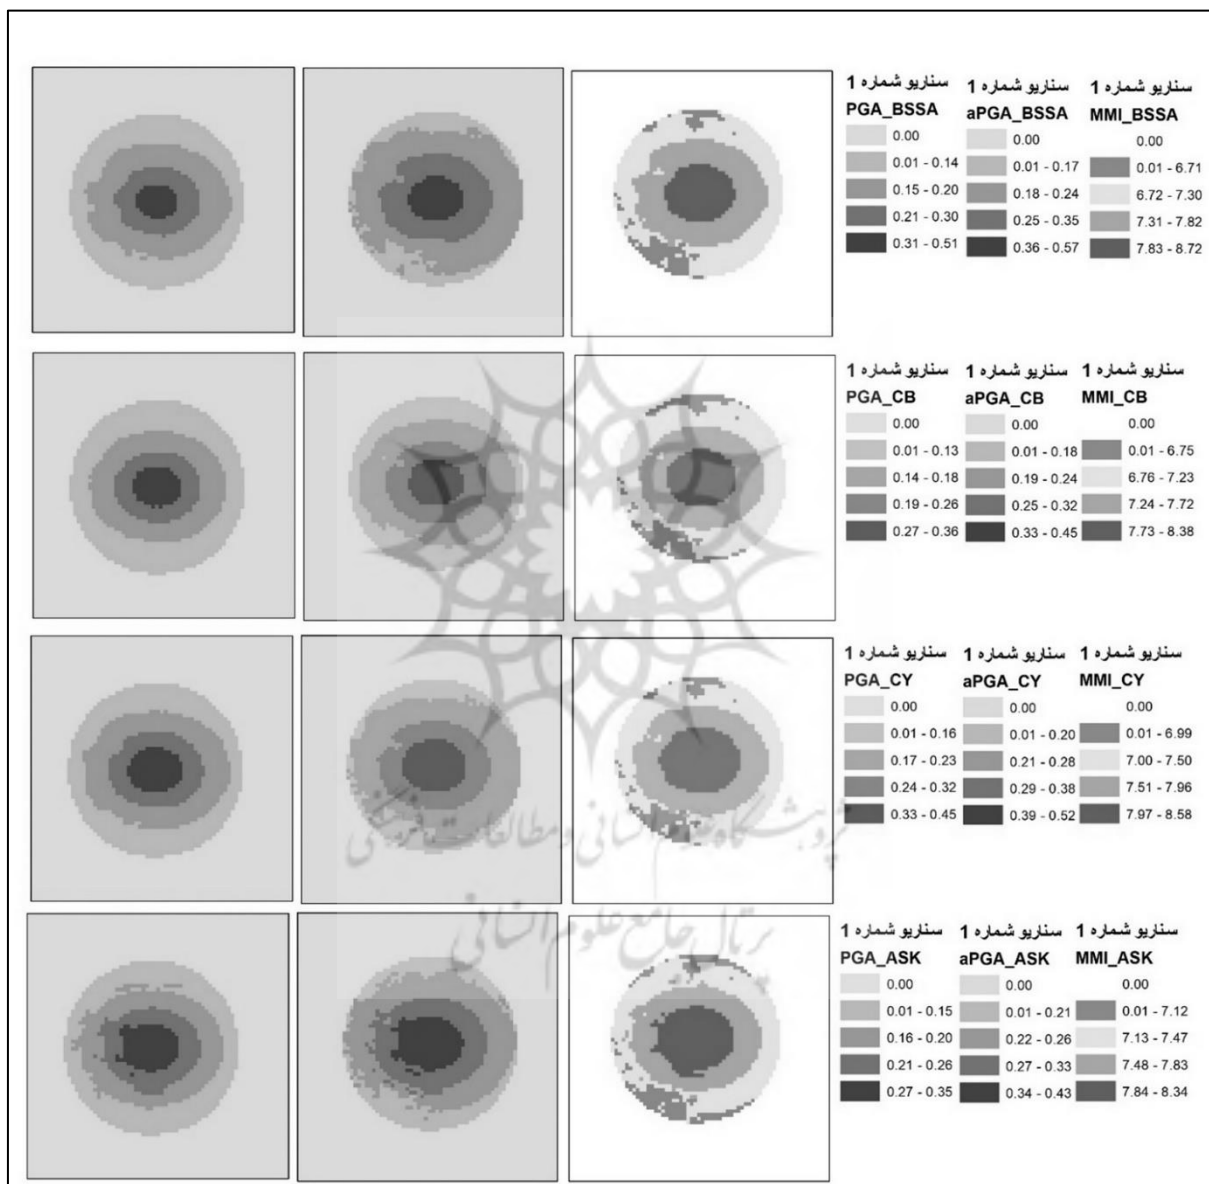 سناریو شماره 1 سناریو شماره 1 سناریو شماره 1
PGA_BSSA aPGA_BSSA MMI_BSSA
0.00 0.00 0.00
0.01 - 0.14 0.01 - 0.17 0.01 - 6.71
0.15 - 0.20 0.18 - 0.24 6.72 - 7.30
0.21 - 0.30 0.25 - 0.35 7.31 - 7.82
0.31 - 0.51 0.36 - 0.57 7.83 - 8.72
سناریو شماره 1 سناریو شماره 1 سناریو شماره 1
PGA_CB aPGA_CB MMI_CB
0.00 0.00 0.00
0.01 - 0.13 0.01 - 0.18 0.01 - 6.75
0.14 - 0.18 0.19 - 0.24 6.76 - 7.23
0.19 - 0.26 0.25 - 0.32 7.24 - 7.72
0.27 - 0.36 0.33 - 0.45 7.73 - 8.38
سناریو شماره 1 سناریو شماره 1 سناریو شماره 1
PGA_CY aPGA_CY MMI_CY
0.00 0.00 0.00
0.01 - 0.16 0.01 - 0.20 0.01 - 6.99
0.17 - 0.23 0.21 - 0.28 7.00 - 7.50
0.24 - 0.32 0.29 - 0.38 7.51 - 7.96
0.33 - 0.45 0.39 - 0.52 7.97 - 8.58
پژوهشگاه علوم انسانی و مطالعات فرهنگی
پرتال جامع علوم انسانی
سناریو شماره 1 سناریو شماره 1 سناریو شماره 1
PGA_ASK aPGA_ASK MMI_ASK
0.00 0.00 0.00
0.01 - 0.15 0.01 - 0.21 0.01 - 7.12
0.16 - 0.20 0.22 - 0.26 7.13 - 7.47
0.21 - 0.26 0.27 - 0.33 7.48 - 7.83
0.27 - 0.35 0.34 - 0.43 7.84 - 8.34